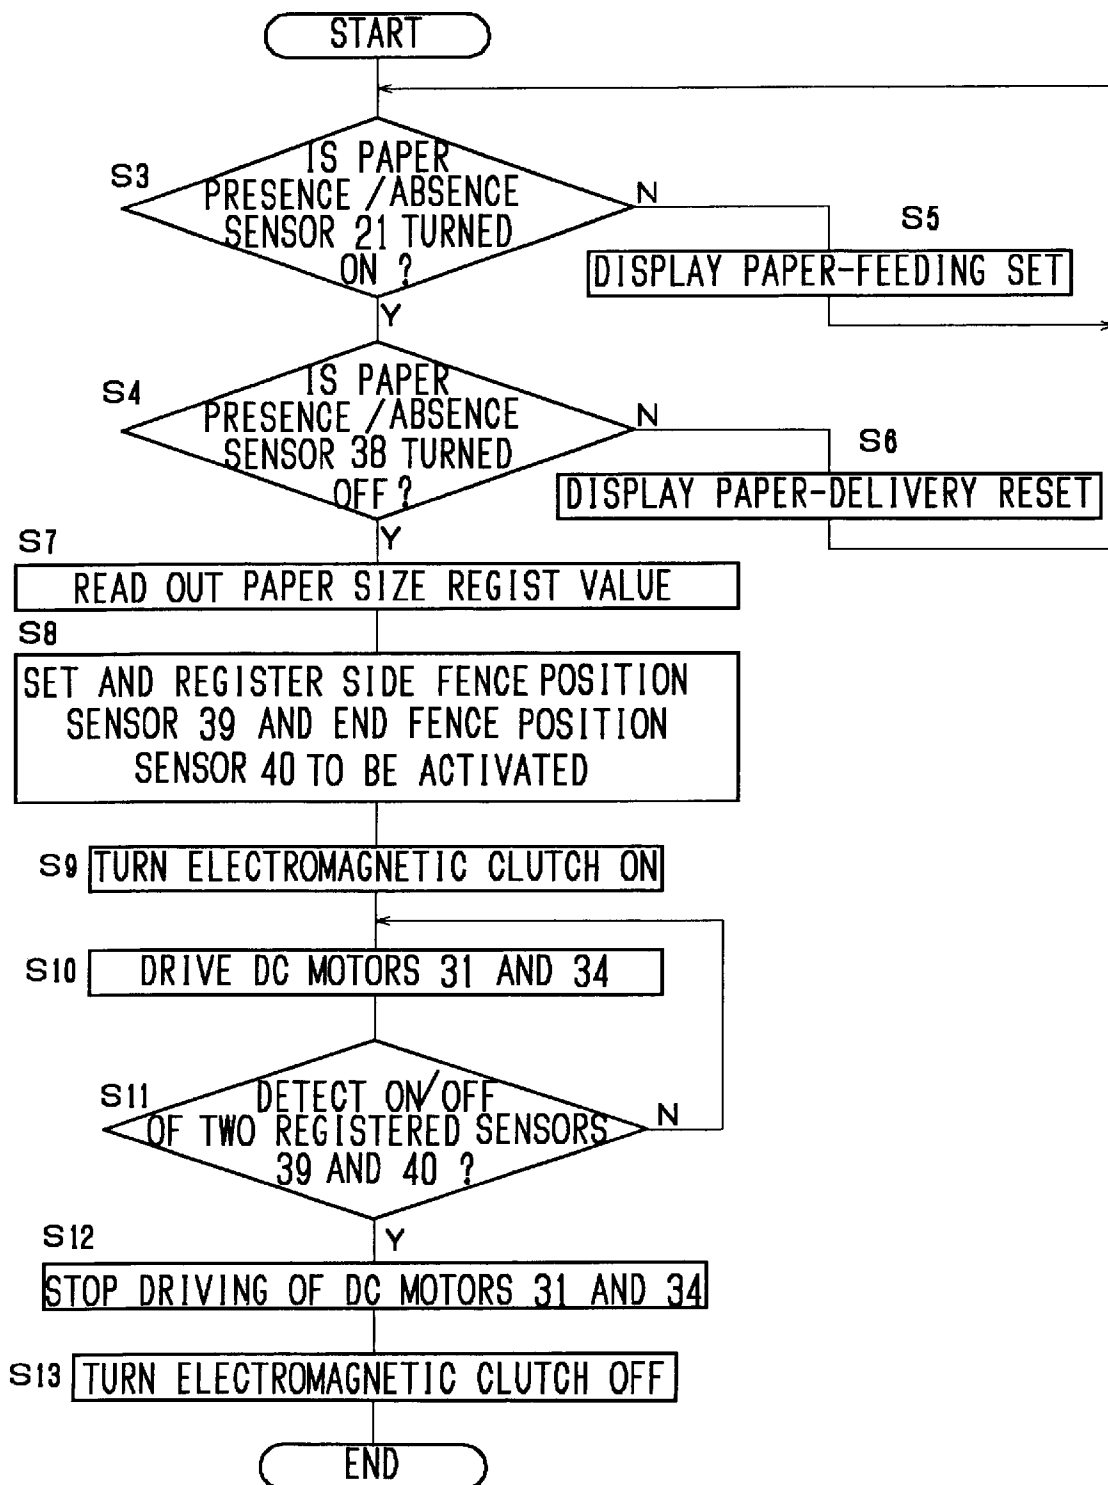 START
S3
IS PAPER
PRESENCE / ABSENCE
SENSOR 21 TURNED
ON ?
N
S5
DISPLAY PAPER-FEEDING SET
Y
S4
IS PAPER
PRESENCE / ABSENCE
SENSOR 38 TURNED
OFF ?
N
S6
DISPLAY PAPER-DELIVERY RESET
Y
S7
READ OUT PAPER SIZE REGIST VALUE
S8
SET AND REGISTER SIDE FENCE POSITION
SENSOR 39 AND END FENCE POSITION
SENSOR 40 TO BE ACTIVATED
S9
TURN ELECTROMAGNETIC CLUTCH ON
S10
DRIVE DC MOTORS 31 AND 34
S11
DETECT ON/OFF
OF TWO REGISTERED SENSORS
39 AND 40 ?
N
Y
S12
STOP DRIVING OF DC MOTORS 31 AND 34
S13
TURN ELECTROMAGNETIC CLUTCH OFF
END